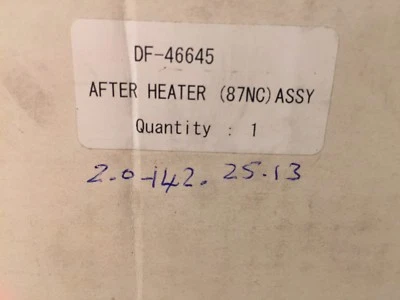 DF-46645
AFTER HEATER (87NC)ASSY
Quantity : 1
2.0-142. 25.13